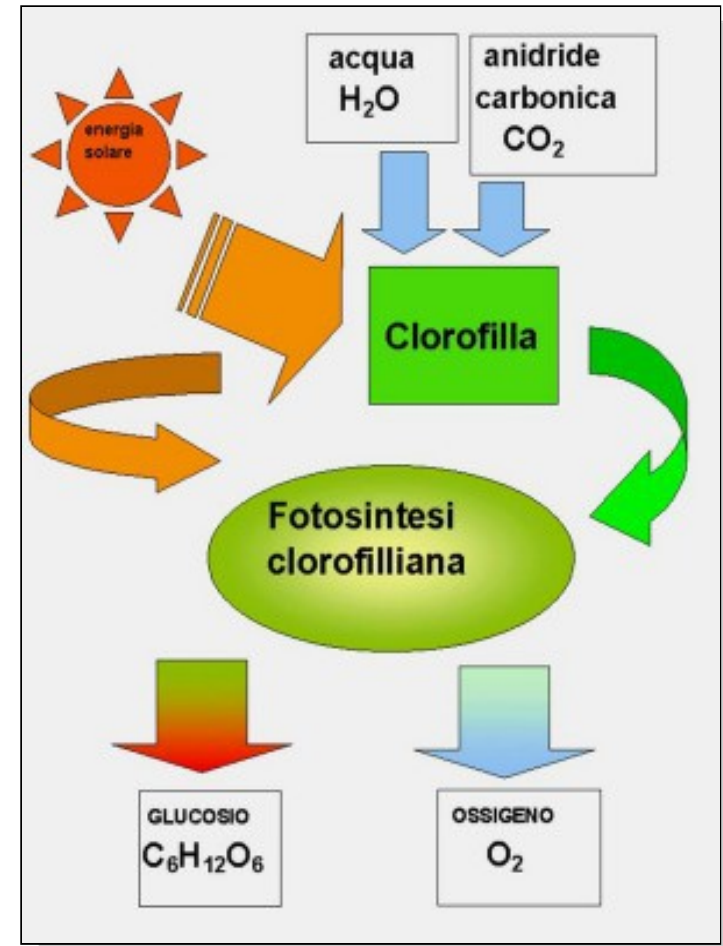 energia
solare
acqua
H₂O
anidride
carbonica
CO₂
Clorofilla
Fotosintesi
clorofilliana
GLUCOSIO
C₆H₁₂O₆
OSSIGENO
O₂